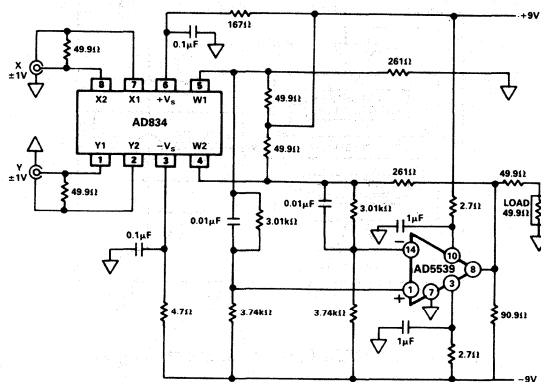 +9V
167Ω
0.1μF
X
±1V
49.9Ω
8 7 6 5
X2 X1 +VS W1
AD834
Y1 Y2 −VS W2
1 2 3 4
Y
±1V
49.9Ω
261Ω
49.9Ω
49.9Ω
261Ω
49.9Ω
LOAD
49.9Ω
0.01μF
3.01kΩ
0.01μF
3.01kΩ
1μF
2.7Ω
0.1μF
−
14
10
AD5539
8
1
+
7
3
4.7Ω
3.74kΩ
3.74kΩ
1μF
90.9Ω
2.7Ω
−9V